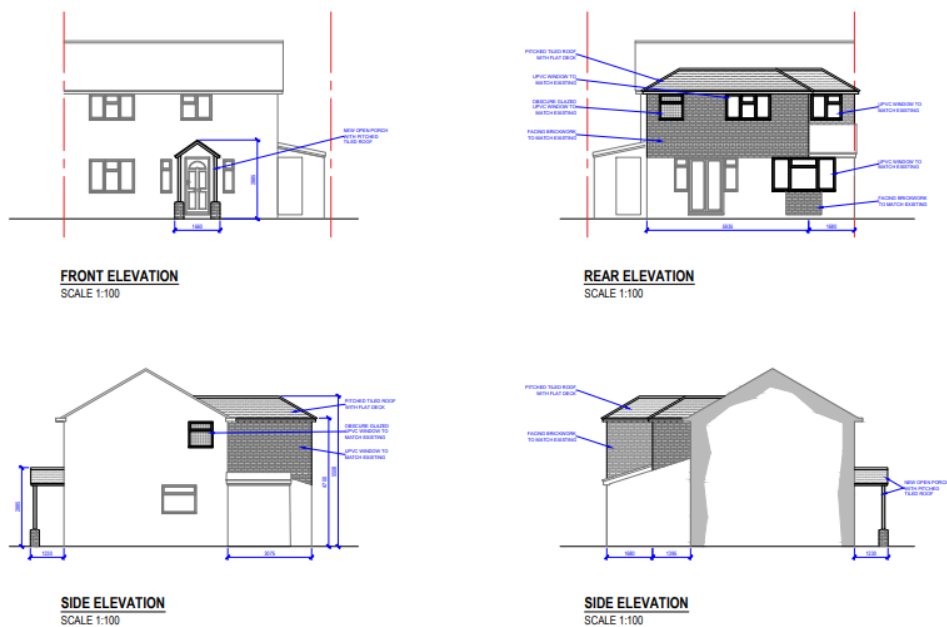 NEW OPEN PORCH
WITH PITCHED
TILED ROOF
1660
FRONT ELEVATION
SCALE 1:100
PITCHED TILED ROOF
WITH FLAT DECK
UPVC WINDOW TO
MATCH EXISTING
OBSCURE GLAZED
UPVC WINDOW TO
MATCH EXISTING
FACING BRICKWORK
TO MATCH EXISTING
UPVC WINDOW TO
MATCH EXISTING
UPVC WINDOW TO
MATCH EXISTING
FACING BRICKWORK
TO MATCH EXISTING
1680
REAR ELEVATION
SCALE 1:100
PITCHED TILED ROOF
WITH FLAT DECK
OBSCURE GLAZED
UPVC WINDOW TO
MATCH EXISTING
UPVC WINDOW TO
MATCH EXISTING
1230
SIDE ELEVATION
SCALE 1:100
PITCHED TILED ROOF
WITH FLAT DECK
FACING BRICKWORK
TO MATCH EXISTING
NEW OPEN PORCH
WITH PITCHED
TILED ROOF
1680
1230
SIDE ELEVATION
SCALE 1:100